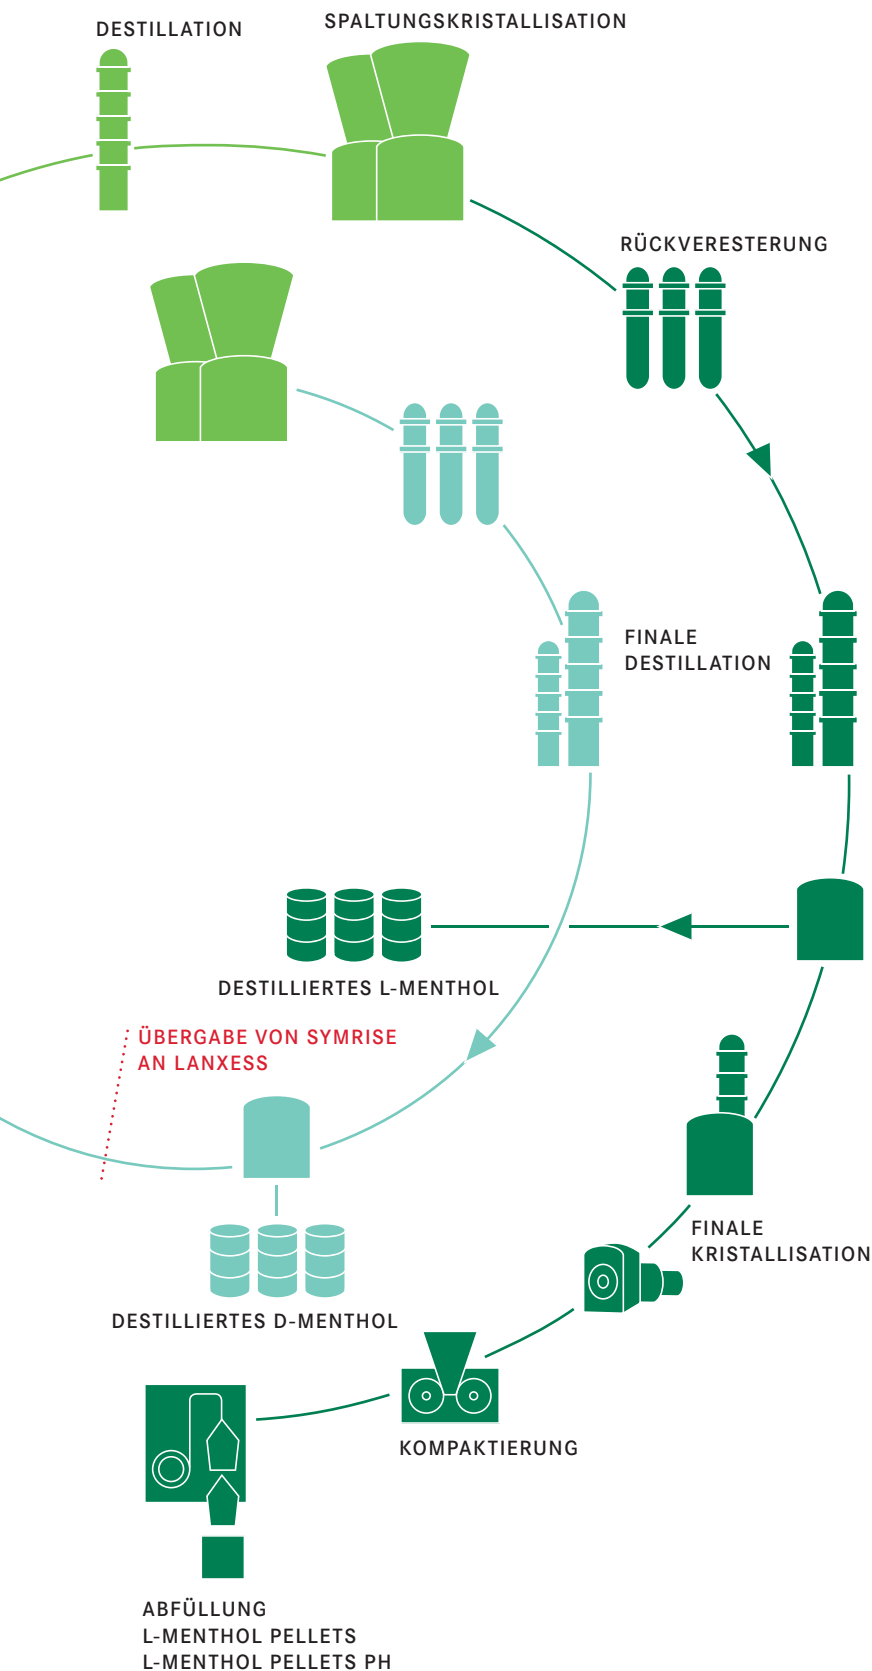 DESTILLATION
SPALTUNGSKRISTALLISATION
RÜCKVERESTERUNG
FINALE
DESTILLATION
DESTILLIERTES L-MENTHOL
ÜBERGABE VON SYMRISE
AN LANXESS
FINALE
KRISTALLISATION
DESTILLIERTES D-MENTHOL
KOMPAKTIERUNG
ABFÜLLUNG
L-MENTHOL PELLETS
L-MENTHOL PELLETS PH